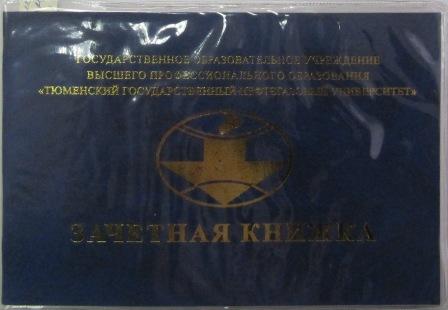 ГОСУДАРСТВЕННОЕ ОБРАЗОВАТЕЛЬНОЕ УЧРЕЖДЕНИЕ
ВЫСШЕГО ПРОФЕССИОНАЛЬНОГО ОБРАЗОВАНИЯ
«ТЮМЕНСКИЙ ГОСУДАРСТВЕННЫЙ НЕФТЕГАЗОВЫЙ УНИВЕРСИТЕТ»
ЗАЧЕТНАЯ КНИЖКА